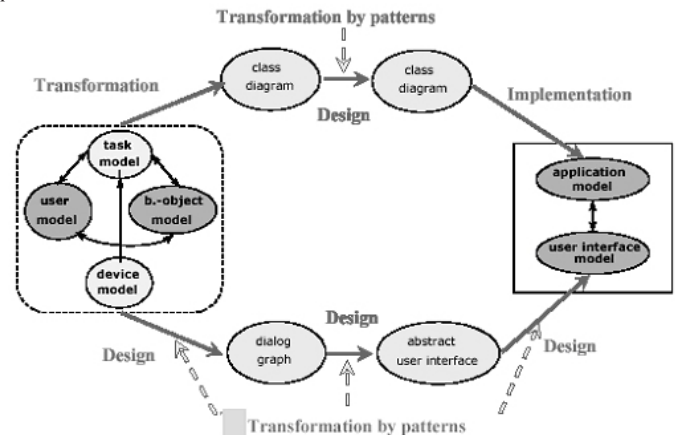 Transformation by patterns
class
diagram
class
diagram
Transformation
Design
Implementation
task
model
user
model
b.-object
model
device
model
application
model
user interface
model
Design
dialog
graph
Design
abstract
user interface
Design
Transformation by patterns